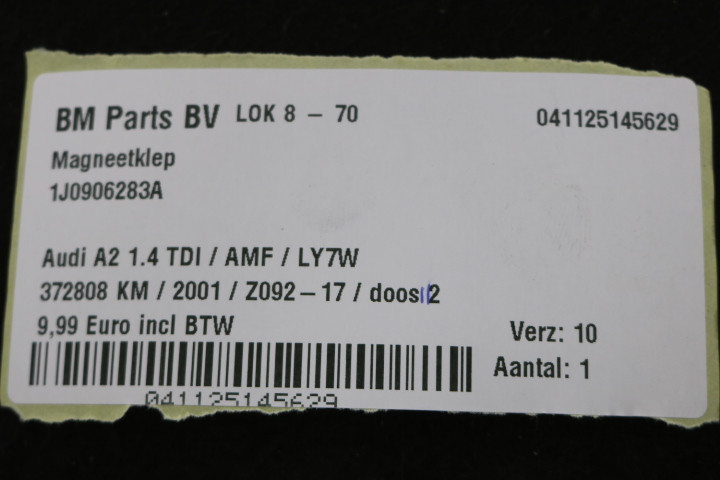 BM Parts BV LOK 8 - 70 041125145629
Magneetklep
1J0906283A
Audi A2 1.4 TDI / AMF / LY7W
372808 KM / 2001 / Z092-17 / doos 2
9,99 Euro incl BTW
Verz: 10
Aantal: 1
041125145629